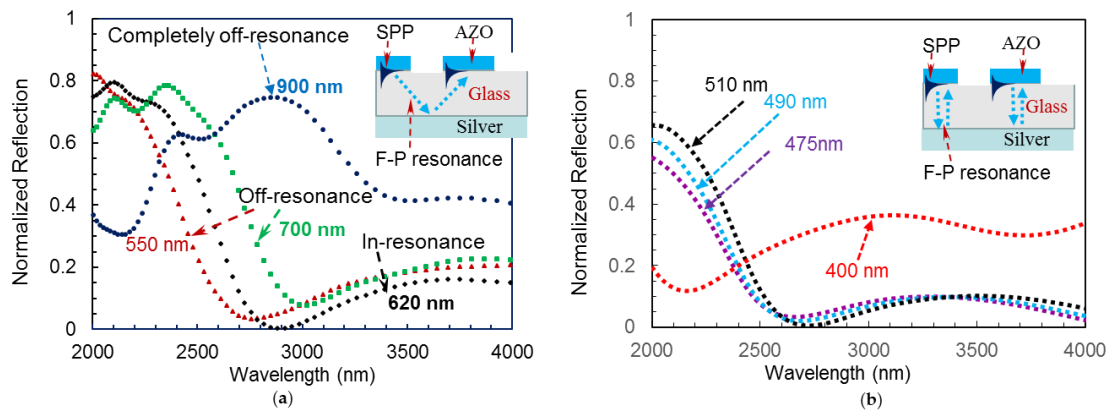 1
0.8
0.6
0.4
0.2
0
Normalized Reflection
2000 2500 3000 3500 4000
Wavelength (nm)
Completely off-resonance
900 nm
Off-resonance
550 nm
700 nm
In-resonance
620 nm
SPP AZO
Glass
Silver
F-P resonance
(a)
1
0.8
0.6
0.4
0.2
0
Normalized Reflection
2000 2500 3000 3500 4000
Wavelength (nm)
510 nm
490 nm
475nm
400 nm
SPP AZO
Glass
Silver
F-P resonance
(b)